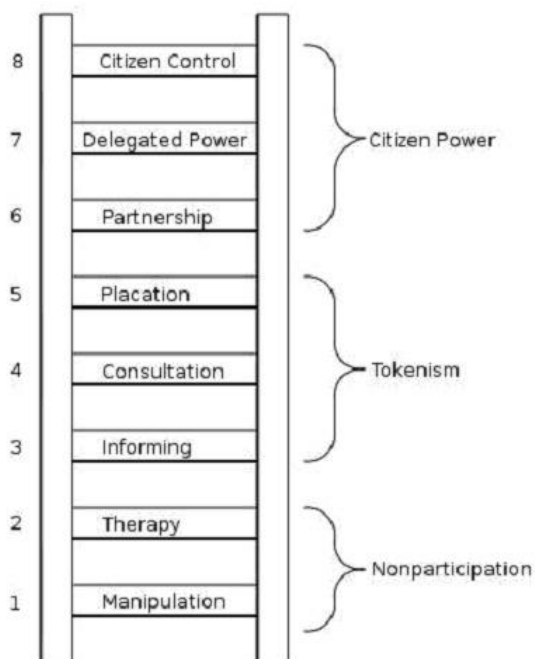 8 Citizen Control
7 Delegated Power
Citizen Power
6 Partnership
5 Placation
4 Consultation
Tokenism
3 Informing
2 Therapy
Nonparticipation
1 Manipulation